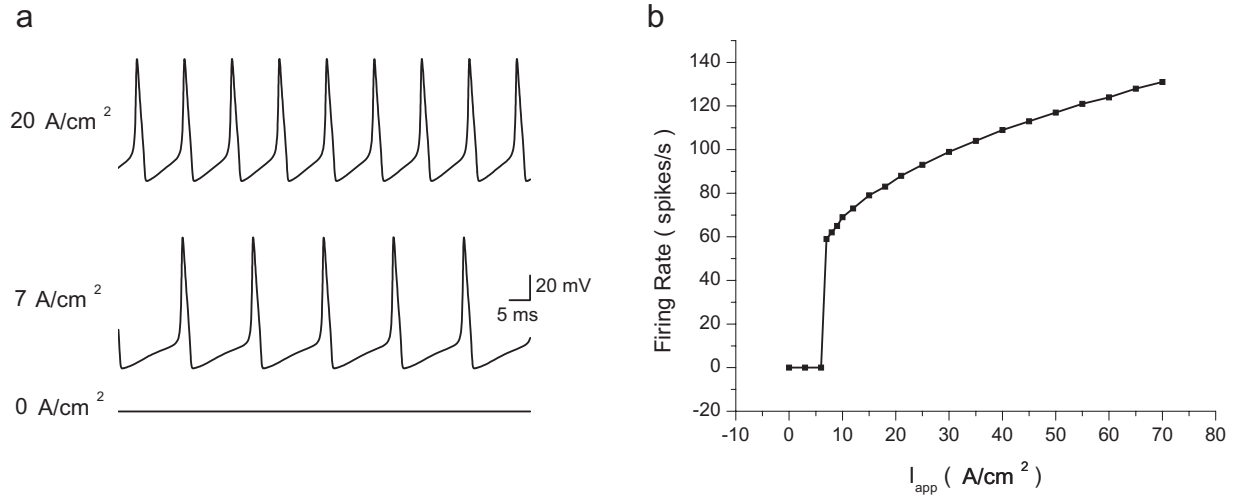 a
20 A/cm 2
7 A/cm 2
20 mV
5 ms
0 A/cm 2
b
140
120
100
80
60
40
20
0
-20
-10 0 10 20 30 40 50 60 70 80
Firing Rate ( spikes/s )
Iapp ( A/cm 2 )